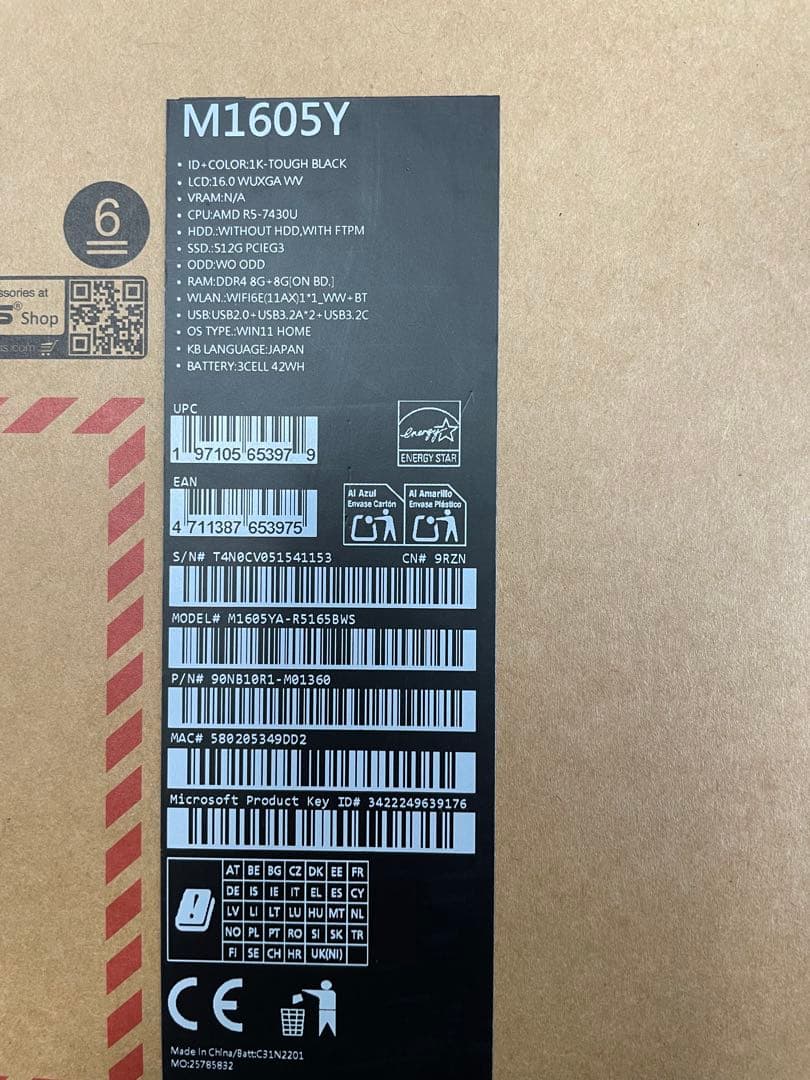 M1605Y
• ID+COLOR:1K-TOUGH BLACK
• LCD:16.0 WUXGA WV
• VRAM:N/A
• CPU:AMD R5-7430U
• HDD.:WITHOUT HDD,WITH FTPM
• SSD.:512G PCIEG3
• ODD:WO ODD
• RAM:DDR4 8G+8G[ON BD.]
• WLAN.:WIFI6E(11AX)1*1_WW+BT
• USB:USB2.0+USB3.2A*2+USB3.2C
• OS TYPE.:WIN11 HOME
• KB LANGUAGE:JAPAN
• BATTERY:3CELL 42WH
6
ssories at
S® Shop
s.com
UPC
1 97105 65397 9
energy
ENERGY STAR
EAN
4 711387 653975
Al Azul
Envase Cartón
Al Amarillo
Envase Plástico
S/N# T4N0CV051541153 CN# 9RZN
MODEL# M1605YA-R5165BWS
P/N# 90NB10R1-M01360
MAC# 580205349DD2
Microsoft Product Key ID# 3422249639176
AT BE BG CZ DK EE FR
DE IS IE IT EL ES CY
LV LI LT LU HU MT NL
NO PL PT RO SI SK TR
FI SE CH HR UK(NI)
CE
Made in China/Batt:C31N2201
MO:25785832